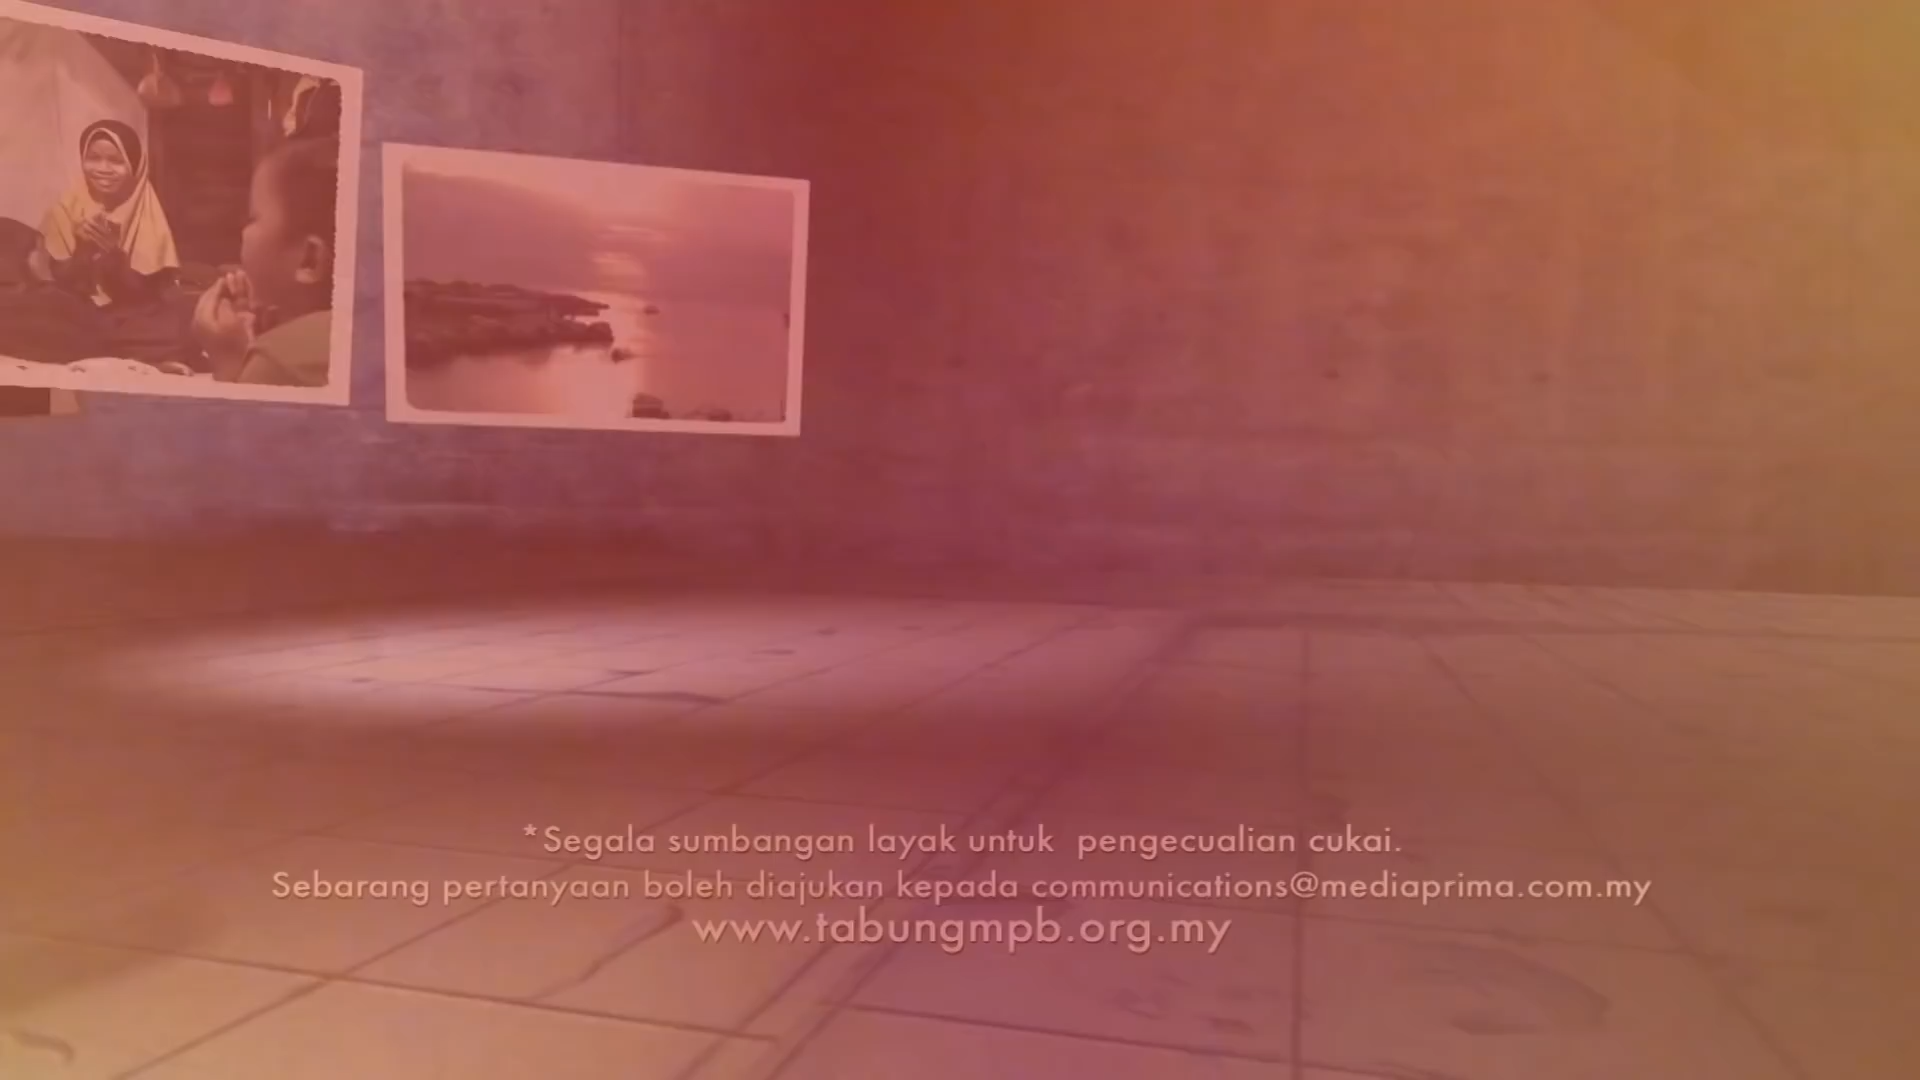 *Segala sumbangan layak untuk pengecualian cukai.
Sebarang pertanyaan boleh diajukan kepada communications@mediaprima.com.my
www.tabungmpb.org.my